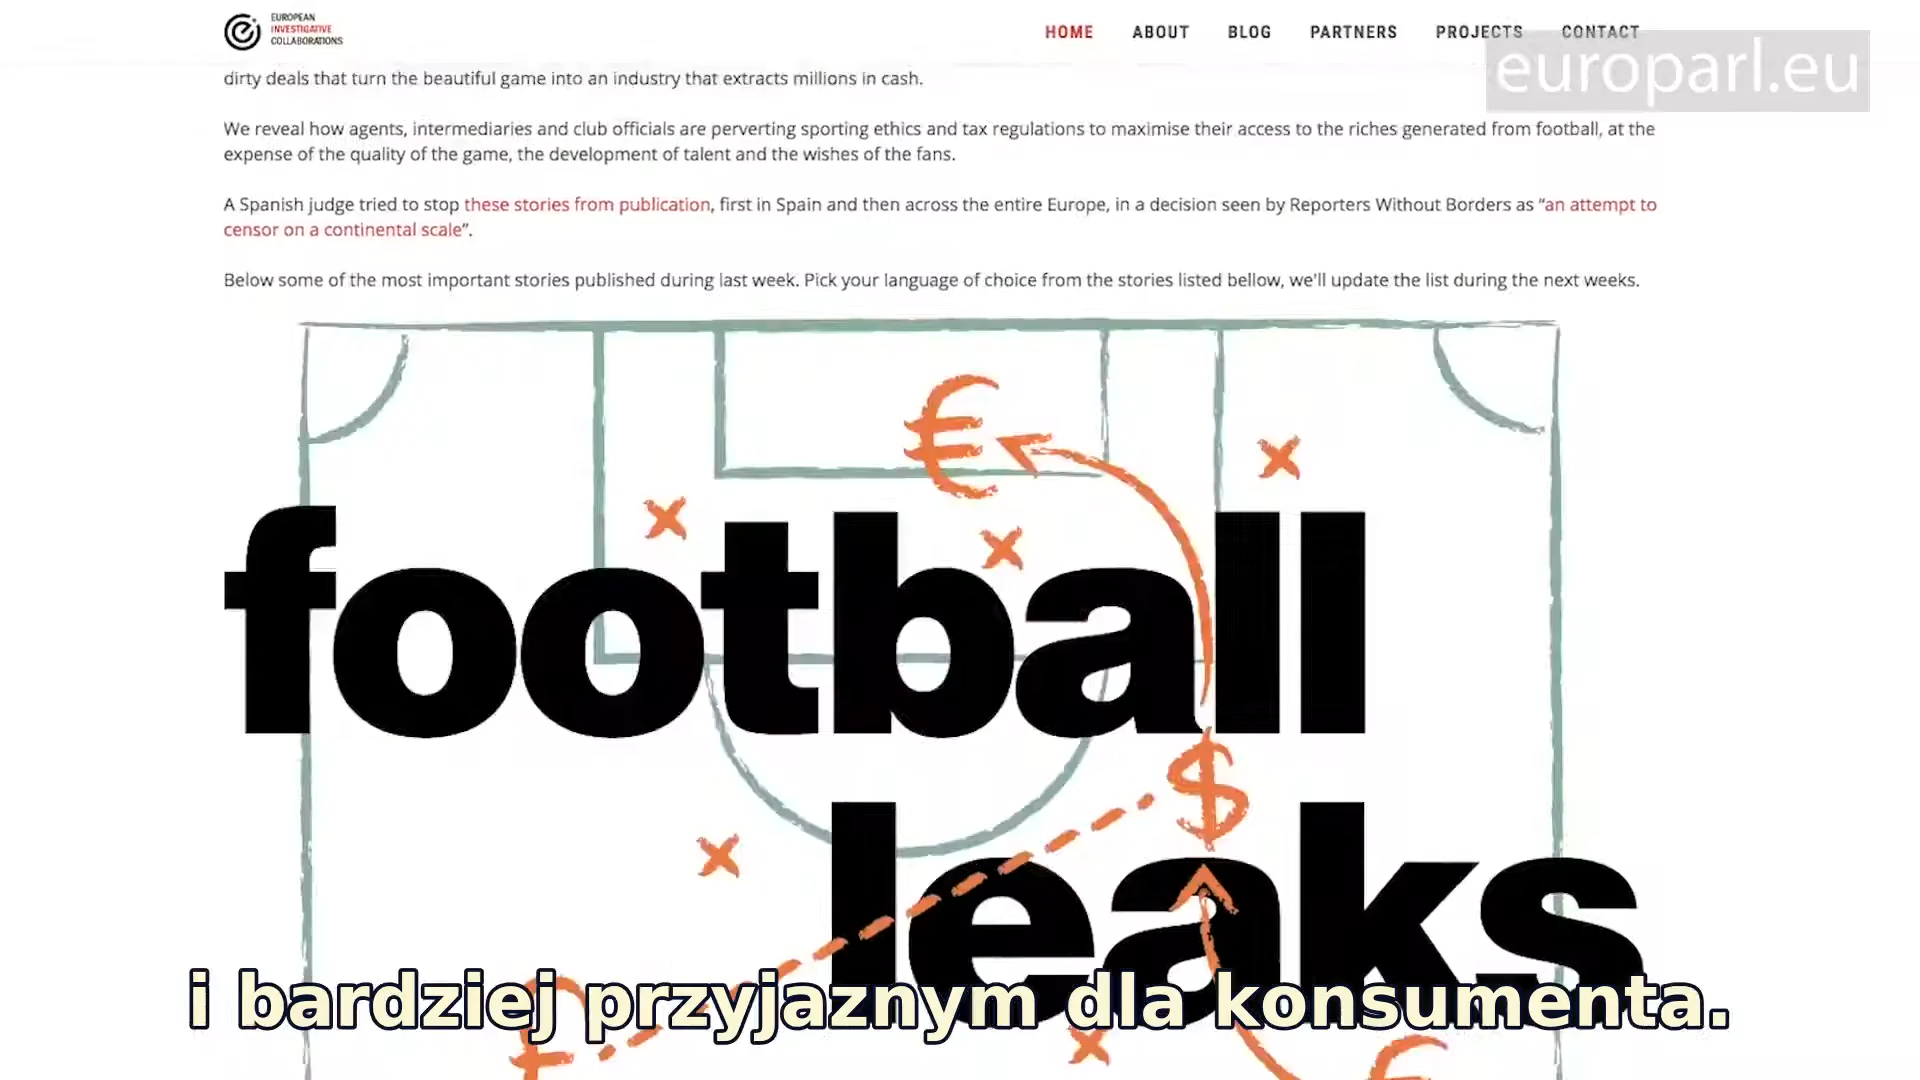 EUROPEAN
INVESTIGATIVE
COLLABORATIONS
HOME ABOUT BLOG PARTNERS PROJECTS CONTACT
europarl.eu
dirty deals that turn the beautiful game into an industry that extracts millions in cash.
We reveal how agents, intermediaries and club officials are perverting sporting ethics and tax regulations to maximise their access to the riches generated from football, at the
expense of the quality of the game, the development of talent and the wishes of the fans.
A Spanish judge tried to stop these stories from publication, first in Spain and then across the entire Europe, in a decision seen by Reporters Without Borders as “an attempt to
censor on a continental scale”.
Below some of the most important stories published during last week. Pick your language of choice from the stories listed bellow, we'll update the list during the next weeks.
€
football
$
leaks
i bardziej przyjaznym dla konsumenta.
£ €